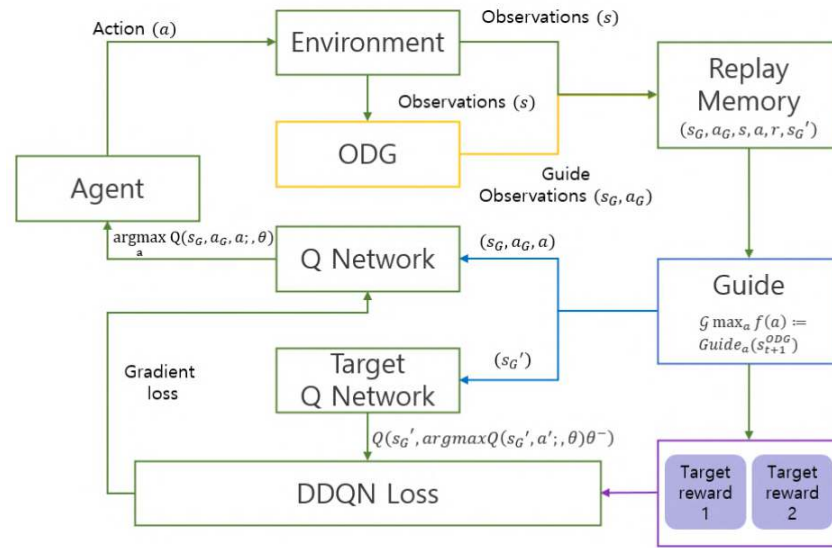 Observations (s)
Action (a)
Environment
Replay
Memory
(s_G, a_G, s, a, r, s_G′)
Observations (s)
ODG
Guide
Observations (s_G, a_G)
Agent
argmax Q(s_G, a_G, a; , θ)
a
Q Network
(s_G, a_G, a)
Guide
𝒢 max_a f(a) ≔
Guide_a(s_{t+1}^{ODG})
Gradient
loss
Target
Q Network
(s_G′)
Q(s_G′, argmaxQ(s_G′, a′; , θ)θ⁻)
DDQN Loss
Target
reward
1
Target
reward
2